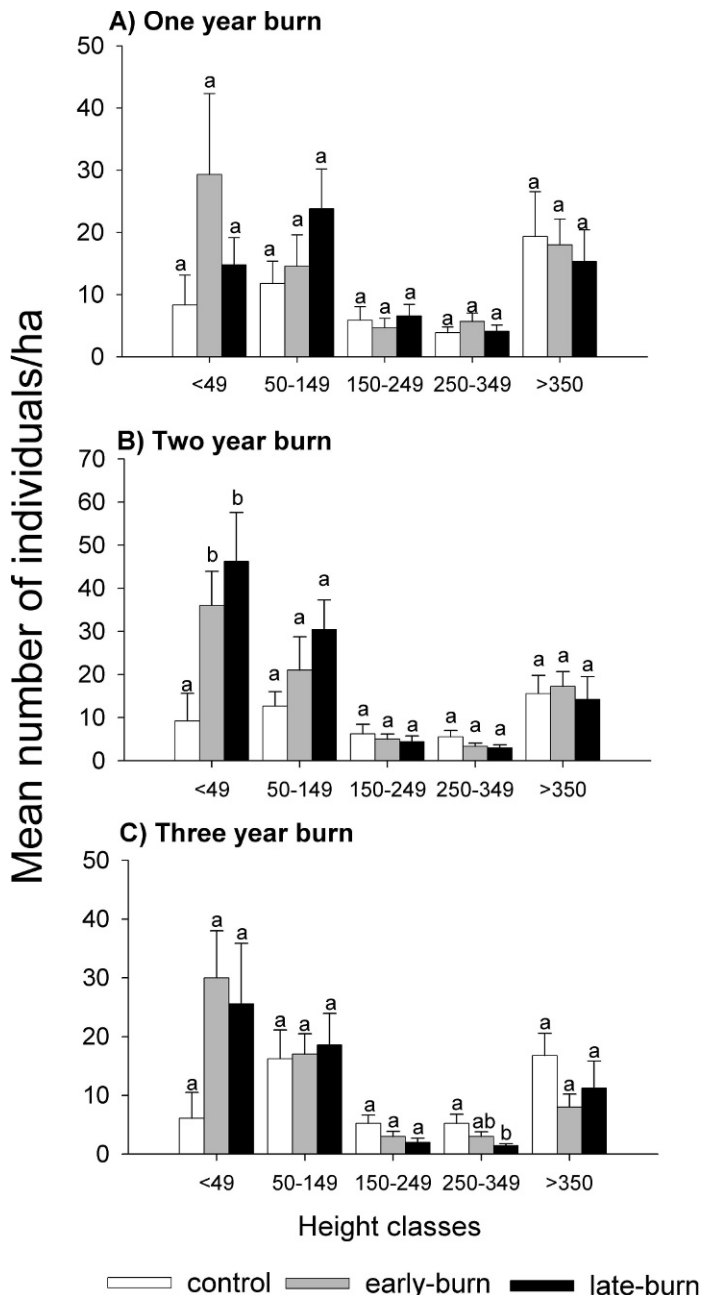 A) One year burn
50
40
30
20
10
0
a a a a a a a a a a a a a a a
<49 50-149 150-249 250-349 >350
B) Two year burn
70
60
50
40
30
20
10
0
a b b a a a a a a a a a a a a
<49 50-149 150-249 250-349 >350
C) Three year burn
50
40
30
20
10
0
a a a a a a a a a a ab b a a a
<49 50-149 150-249 250-349 >350
Mean number of individuals/ha
Height classes
control early-burn late-burn